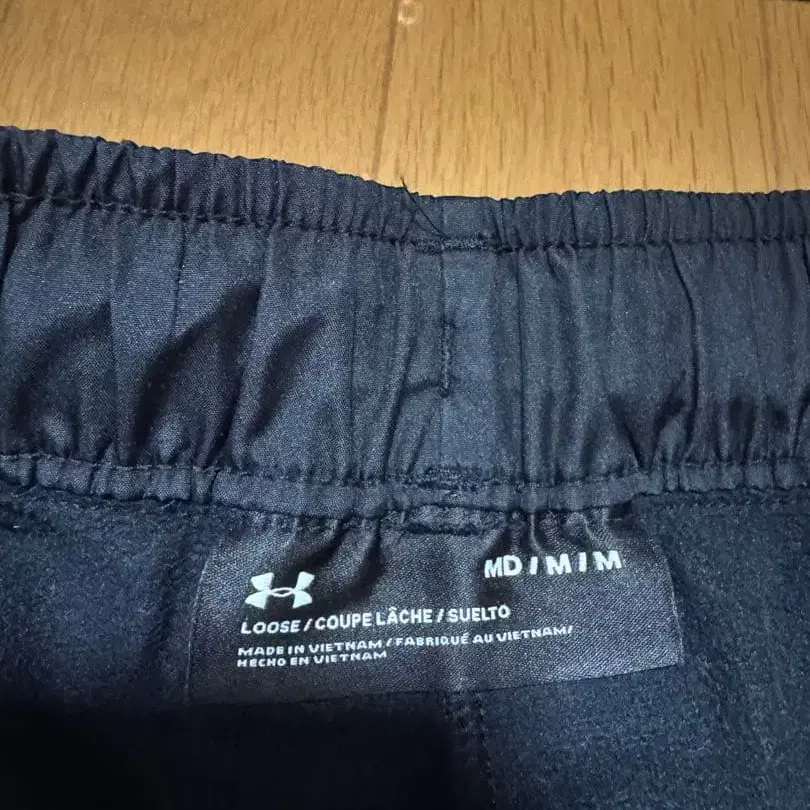 MD / M / M
LOOSE / COUPE LÂCHE / SUELTO
MADE IN VIETNAM / FABRIQUÉ AU VIETNAM/
HECHO EN VIETNAM